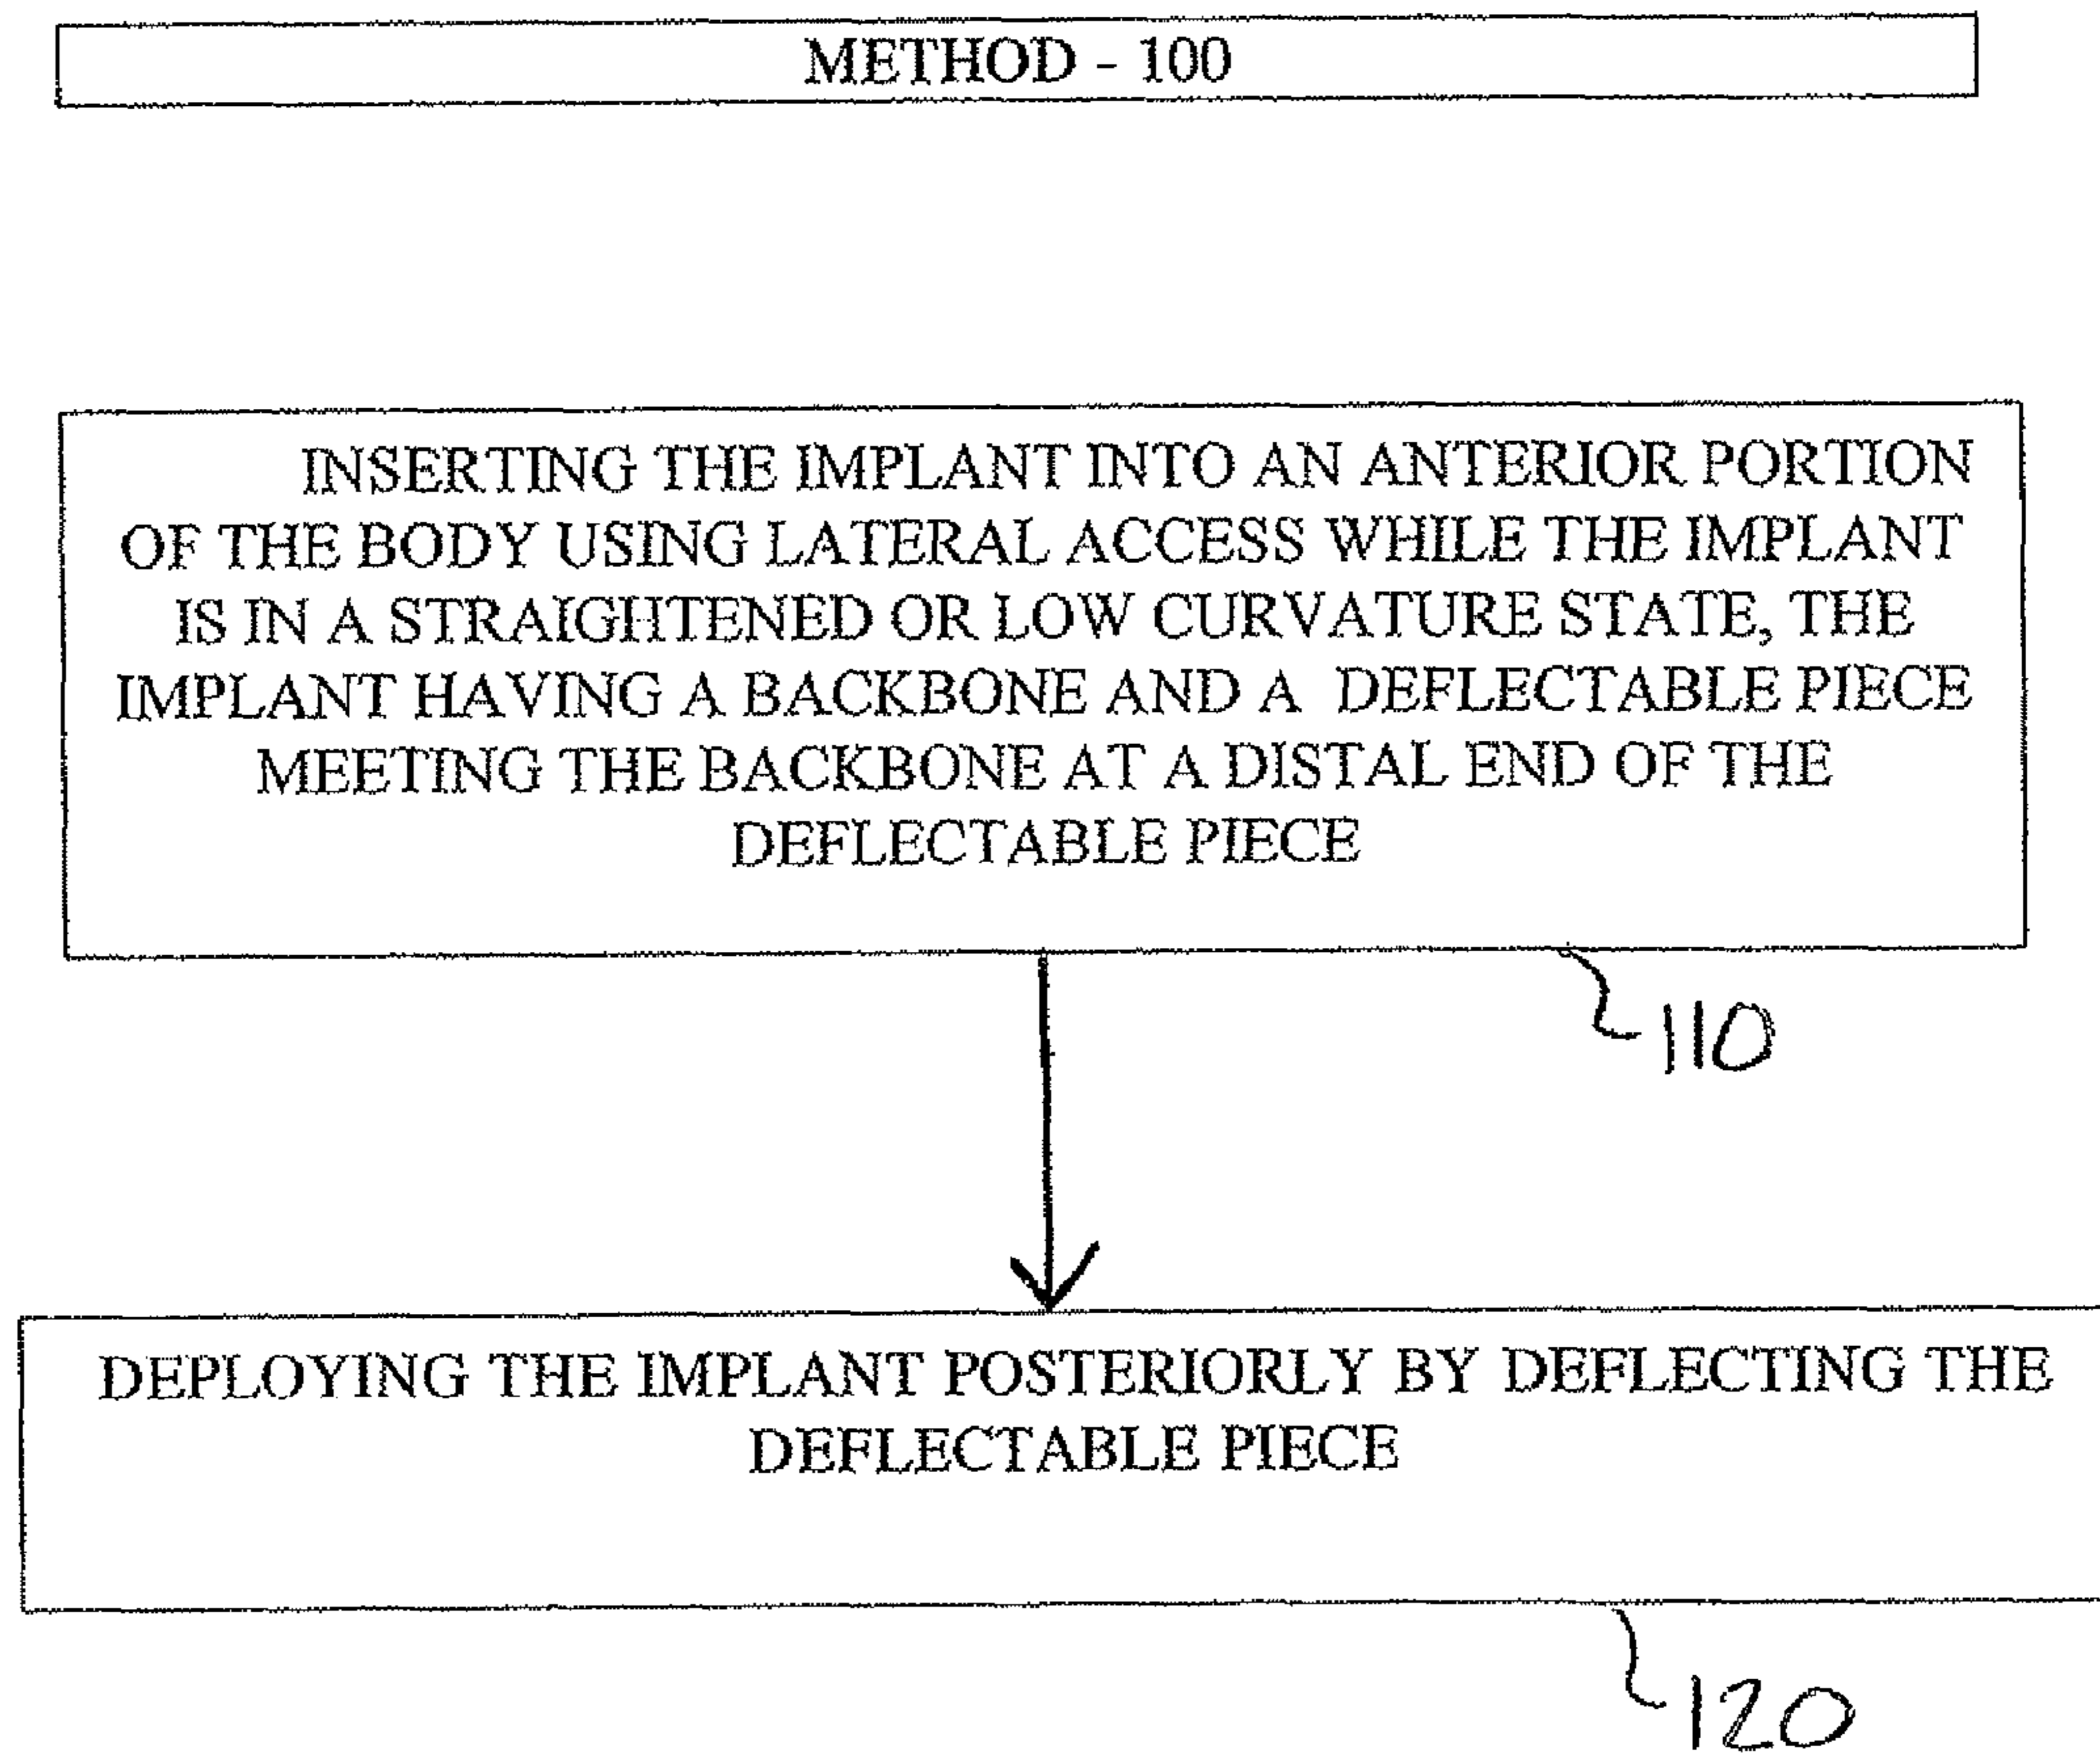 METHOD - 100
INSERTING THE IMPLANT INTO AN ANTERIOR PORTION
OF THE BODY USING LATERAL ACCESS WHILE THE IMPLANT
IS IN A STRAIGHTENED OR LOW CURVATURE STATE, THE
IMPLANT HAVING A BACKBONE AND A DEFLECTABLE PIECE
MEETING THE BACKBONE AT A DISTAL END OF THE
DEFLECTABLE PIECE
110
DEPLOYING THE IMPLANT POSTERIORLY BY DEFLECTING THE
DEFLECTABLE PIECE
120